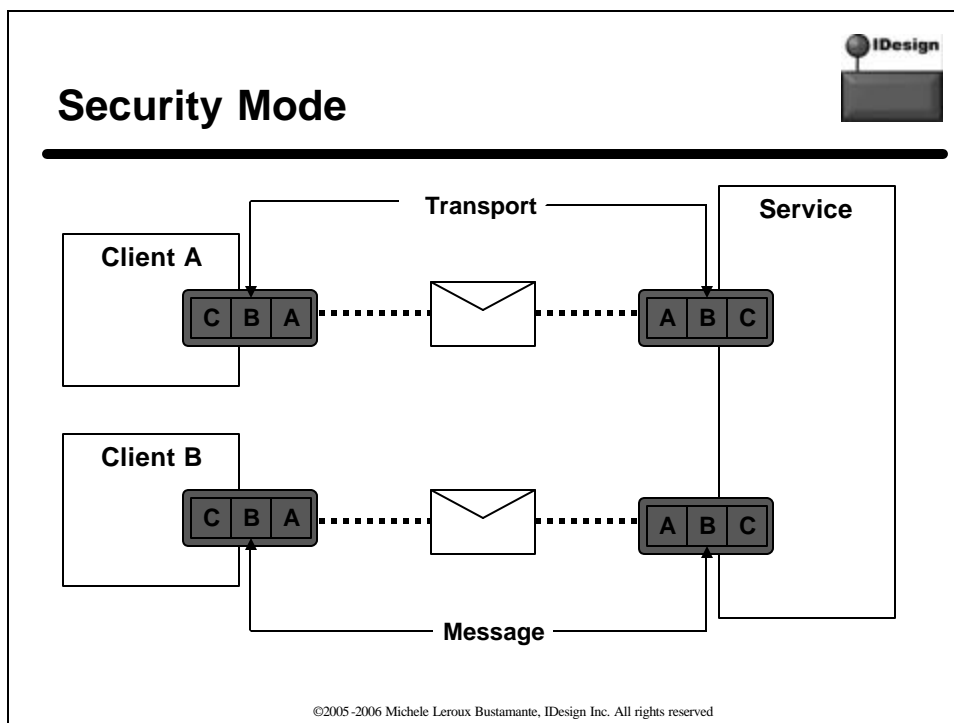 IDesign
Security Mode
Transport
Service
Client A
C B A
A B C
Client B
C B A
A B C
Message
©2005-2006 Michele Leroux Bustamante, IDesign Inc. All rights reserved